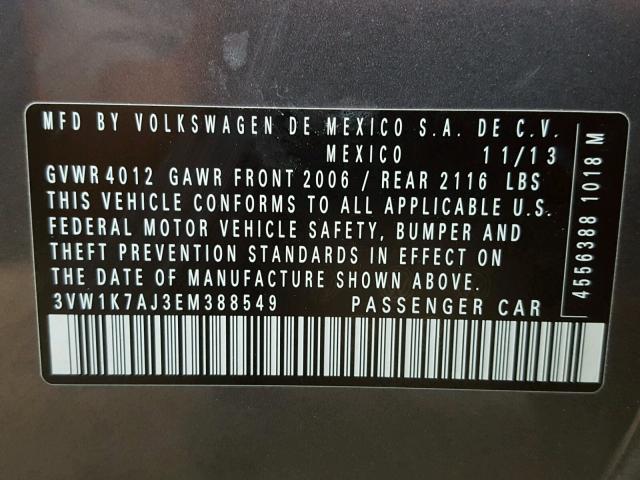 MFD BY VOLKSWAGEN DE MEXICO S.A. DE C.V.
MEXICO 11/13
GVWR 4012 GAWR FRONT 2006 / REAR 2116 LBS
THIS VEHICLE CONFORMS TO ALL APPLICABLE U.S.
FEDERAL MOTOR VEHICLE SAFETY, BUMPER AND
THEFT PREVENTION STANDARDS IN EFFECT ON
THE DATE OF MANUFACTURE SHOWN ABOVE.
3VW1K7AJ3EM388549 PASSENGER CAR
4556388 1018 M